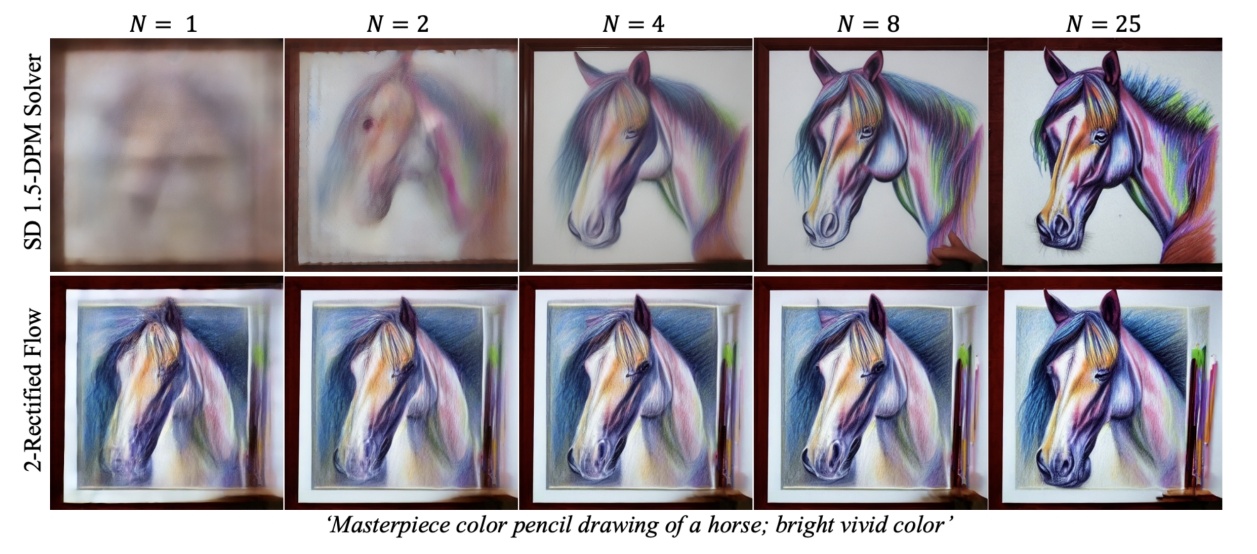 N = 1 N = 2 N = 4 N = 8 N = 25
SD 1.5-DPM Solver
2-Rectified Flow
‘Masterpiece color pencil drawing of a horse; bright vivid color’